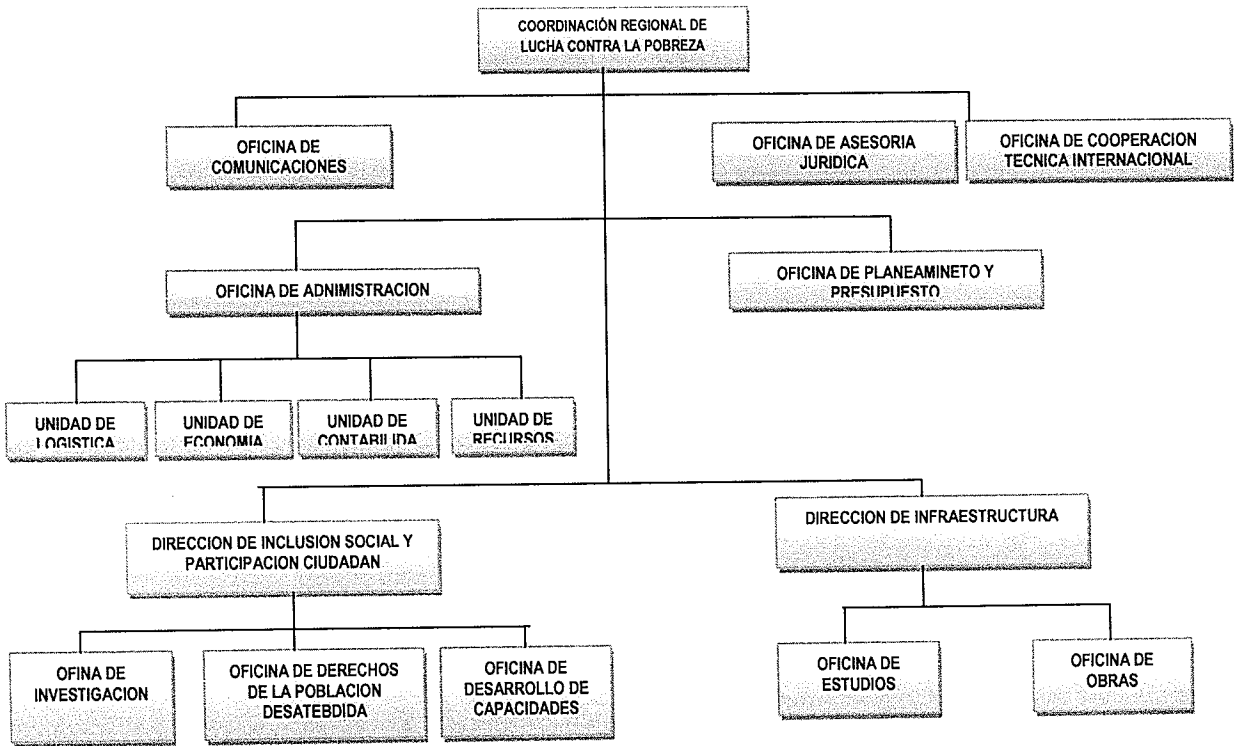 COORDINACIÓN REGIONAL DE
LUCHA CONTRA LA POBREZA
OFICINA DE
COMUNICACIONES
OFICINA DE ASESORIA
JURIDICA
OFICINA DE COOPERACION
TECNICA INTERNACIONAL
OFICINA DE ADNIMISTRACION
OFICINA DE PLANEAMINETO Y
PRESUPUESTO
UNIDAD DE
LOGISTICA
UNIDAD DE
ECONOMIA
UNIDAD DE
CONTABILIDA
UNIDAD DE
RECURSOS
DIRECCION DE INCLUSION SOCIAL Y
PARTICIPACION CIUDADAN
DIRECCION DE INFRAESTRUCTURA
OFINA DE
INVESTIGACION
OFICINA DE DERECHOS
DE LA POBLACION
DESATEBDIDA
OFICINA DE
DESARROLLO DE
CAPACIDADES
OFICINA DE
ESTUDIOS
OFICINA DE
OBRAS